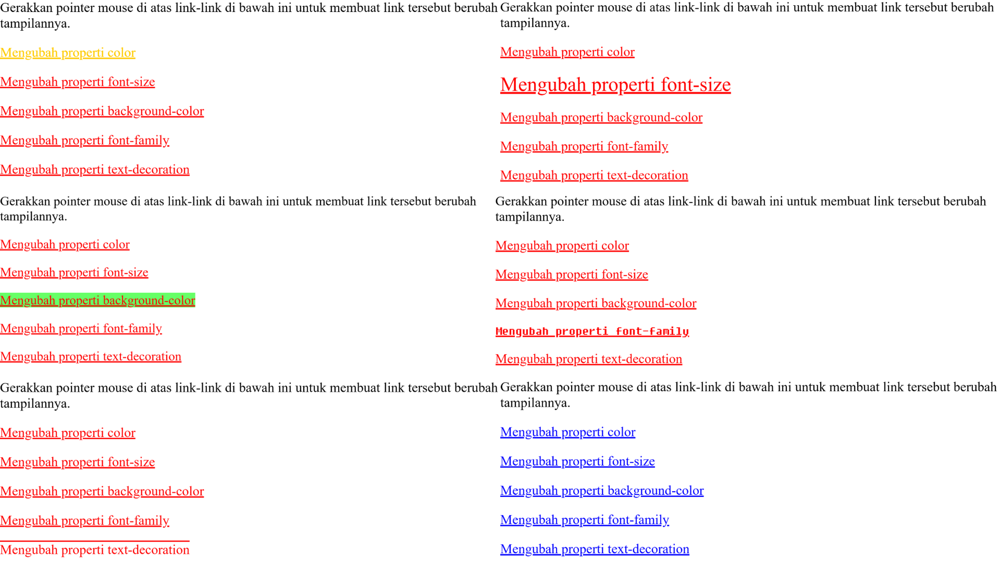 Gerakkan pointer mouse di atas link-link di bawah ini untuk membuat link tersebut berubah
tampilannya.
Mengubah properti color
Mengubah properti font-size
Mengubah properti background-color
Mengubah properti font-family
Mengubah properti text-decoration
Gerakkan pointer mouse di atas link-link di bawah ini untuk membuat link tersebut berubah
tampilannya.
Mengubah properti color
Mengubah properti font-size
Mengubah properti background-color
Mengubah properti font-family
Mengubah properti text-decoration
Gerakkan pointer mouse di atas link-link di bawah ini untuk membuat link tersebut berubah
tampilannya.
Mengubah properti color
Mengubah properti font-size
Mengubah properti background-color
Mengubah properti font-family
Mengubah properti text-decoration
Gerakkan pointer mouse di atas link-link di bawah ini untuk membuat link tersebut berubah
tampilannya.
Mengubah properti color
Mengubah properti font-size
Mengubah properti background-color
Mengubah properti font-family
Mengubah properti text-decoration
Gerakkan pointer mouse di atas link-link di bawah ini untuk membuat link tersebut berubah
tampilannya.
Mengubah properti color
Mengubah properti font-size
Mengubah properti background-color
Mengubah properti font-family
Mengubah properti text-decoration
Gerakkan pointer mouse di atas link-link di bawah ini untuk membuat link tersebut berubah
tampilannya.
Mengubah properti color
Mengubah properti font-size
Mengubah properti background-color
Mengubah properti font-family
Mengubah properti text-decoration